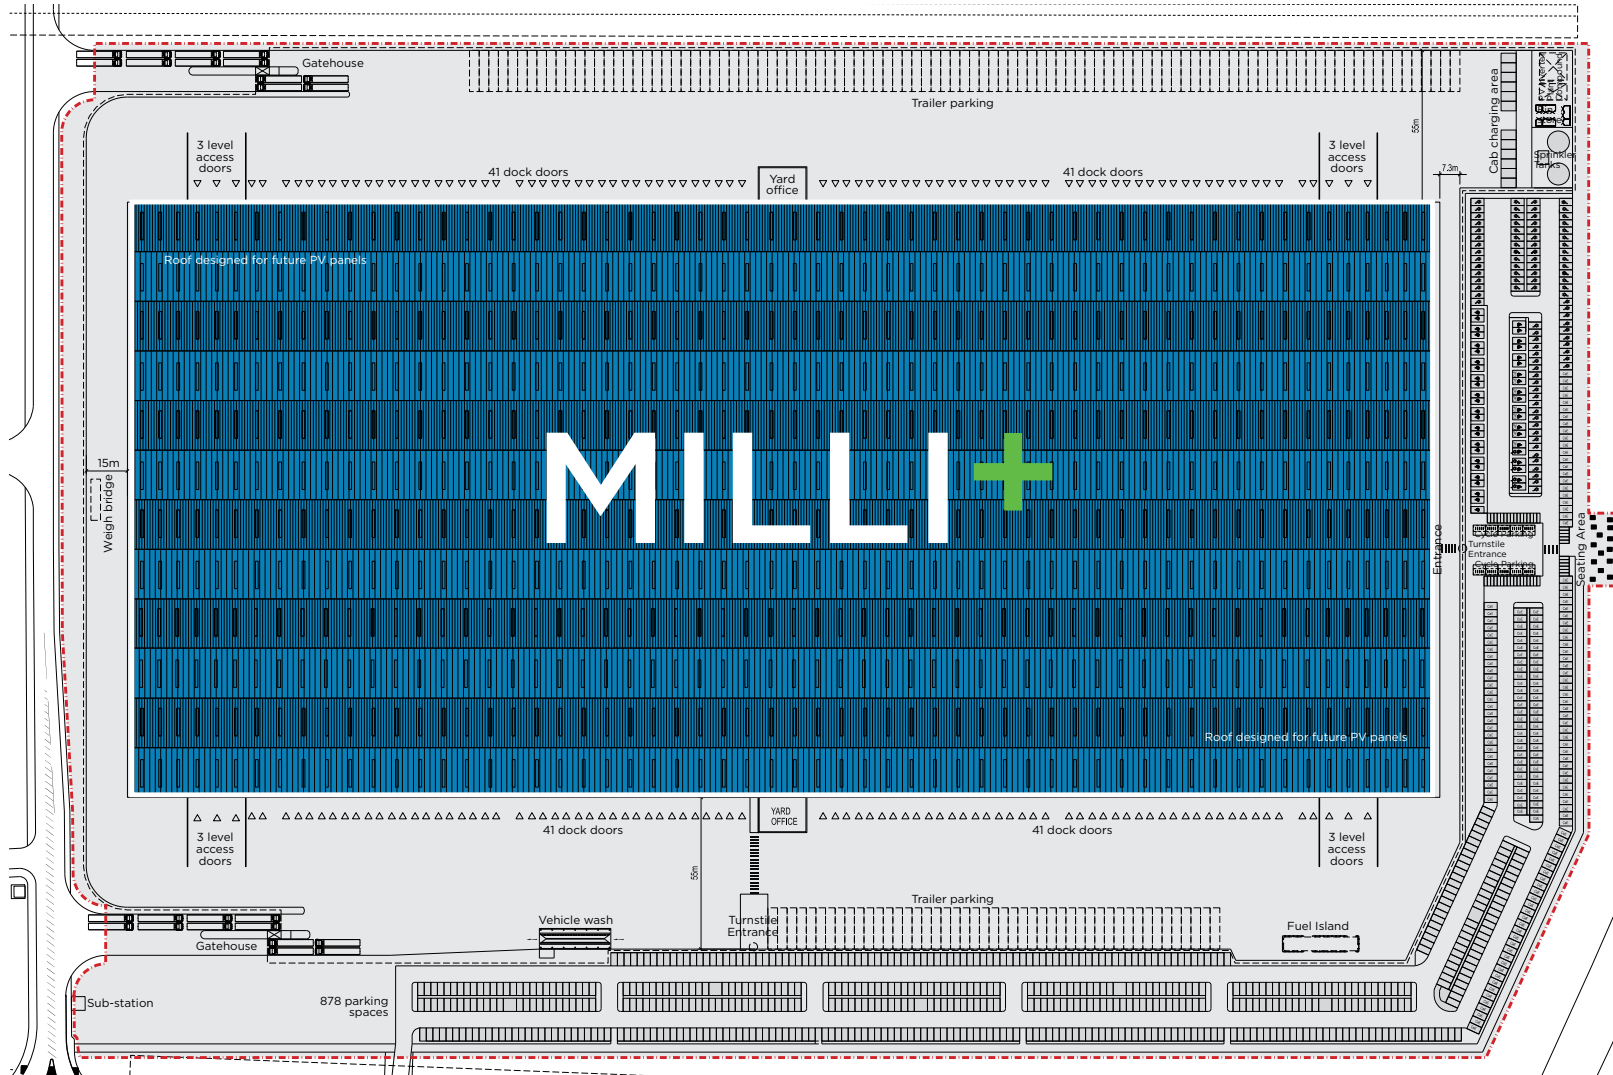 Gatehouse
Trailer parking
Cab charging area
Sprinkler
Tanks
55m
7.3m
3 level
access
doors
41 dock doors
Yard
office
41 dock doors
3 level
access
doors
Roof designed for future PV panels
MILLI+
15m
Weigh bridge
Entrance
Cycle Parking
Turnstile
Entrance
Cycle Parking
Seating Area
Roof designed for future PV panels
3 level
access
doors
41 dock doors
YARD
OFFICE
41 dock doors
3 level
access
doors
55m
Trailer parking
Vehicle wash
Turnstile
Entrance
Fuel Island
Gatehouse
Sub-station
878 parking
spaces